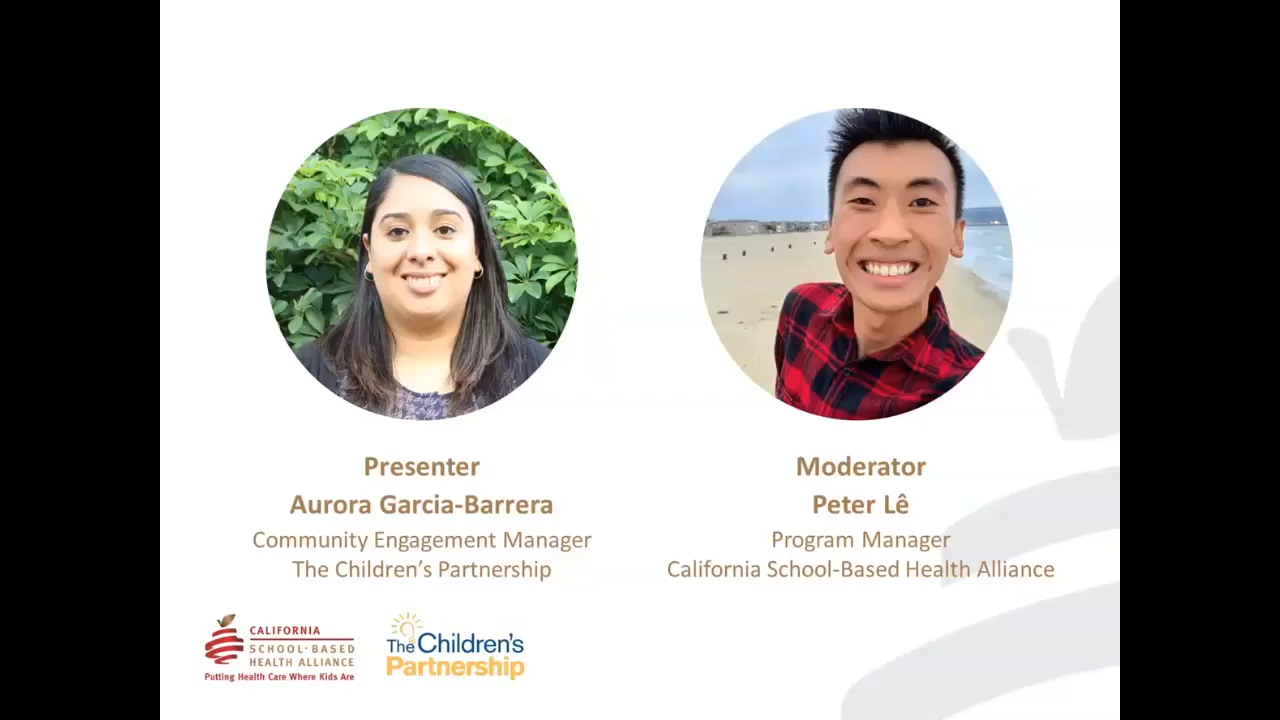 Presenter
Aurora Garcia-Barrera
Community Engagement Manager
The Children's Partnership
Moderator
Peter Lê
Program Manager
California School-Based Health Alliance
CALIFORNIA
SCHOOL-BASED
HEALTH ALLIANCE
Putting Health Care Where Kids Are
The Children's
Partnership